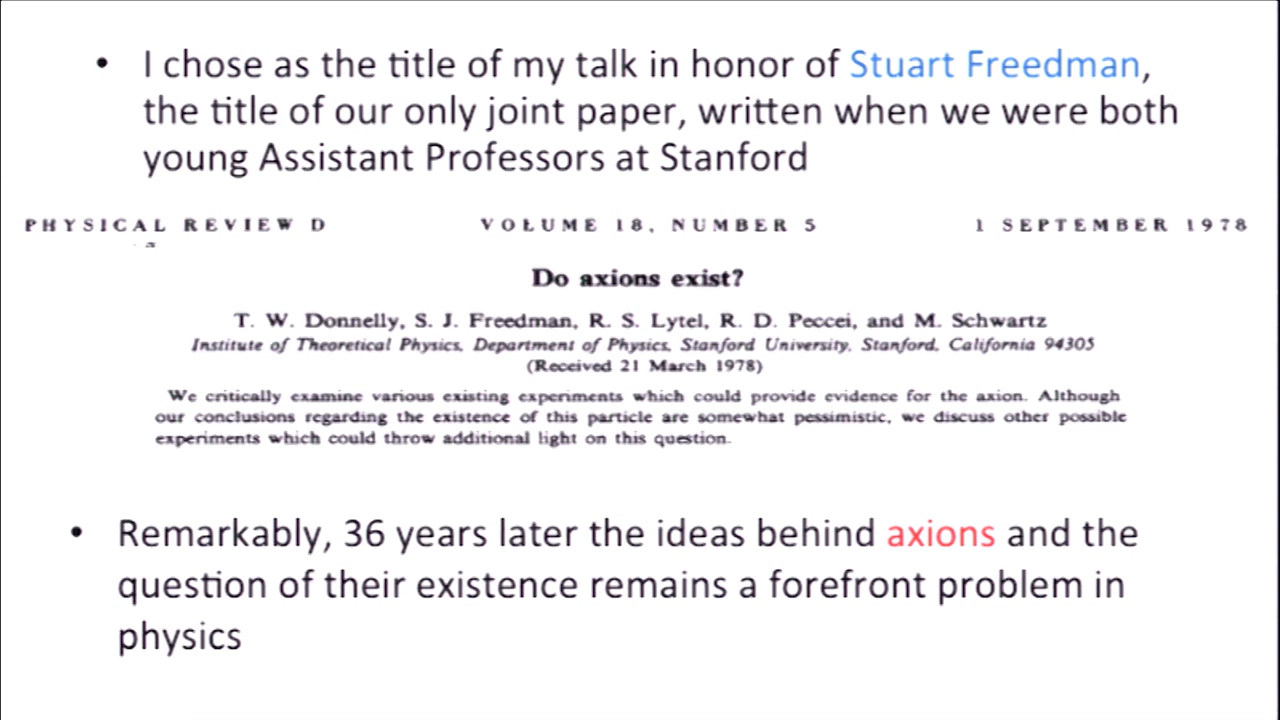 • I chose as the title of my talk in honor of Stuart Freedman,
the title of our only joint paper, written when we were both
young Assistant Professors at Stanford
PHYSICAL REVIEW D VOLUME 18, NUMBER 5 1 SEPTEMBER 1978
Do axions exist?
T. W. Donnelly, S. J. Freedman, R. S. Lytel, R. D. Peccei, and M. Schwartz
Institute of Theoretical Physics, Department of Physics, Stanford University, Stanford, California 94305
(Received 21 March 1978)
We critically examine various existing experiments which could provide evidence for the axion. Although
our conclusions regarding the existence of this particle are somewhat pessimistic, we discuss other possible
experiments which could throw additional light on this question.
• Remarkably, 36 years later the ideas behind axions and the
question of their existence remains a forefront problem in
physics